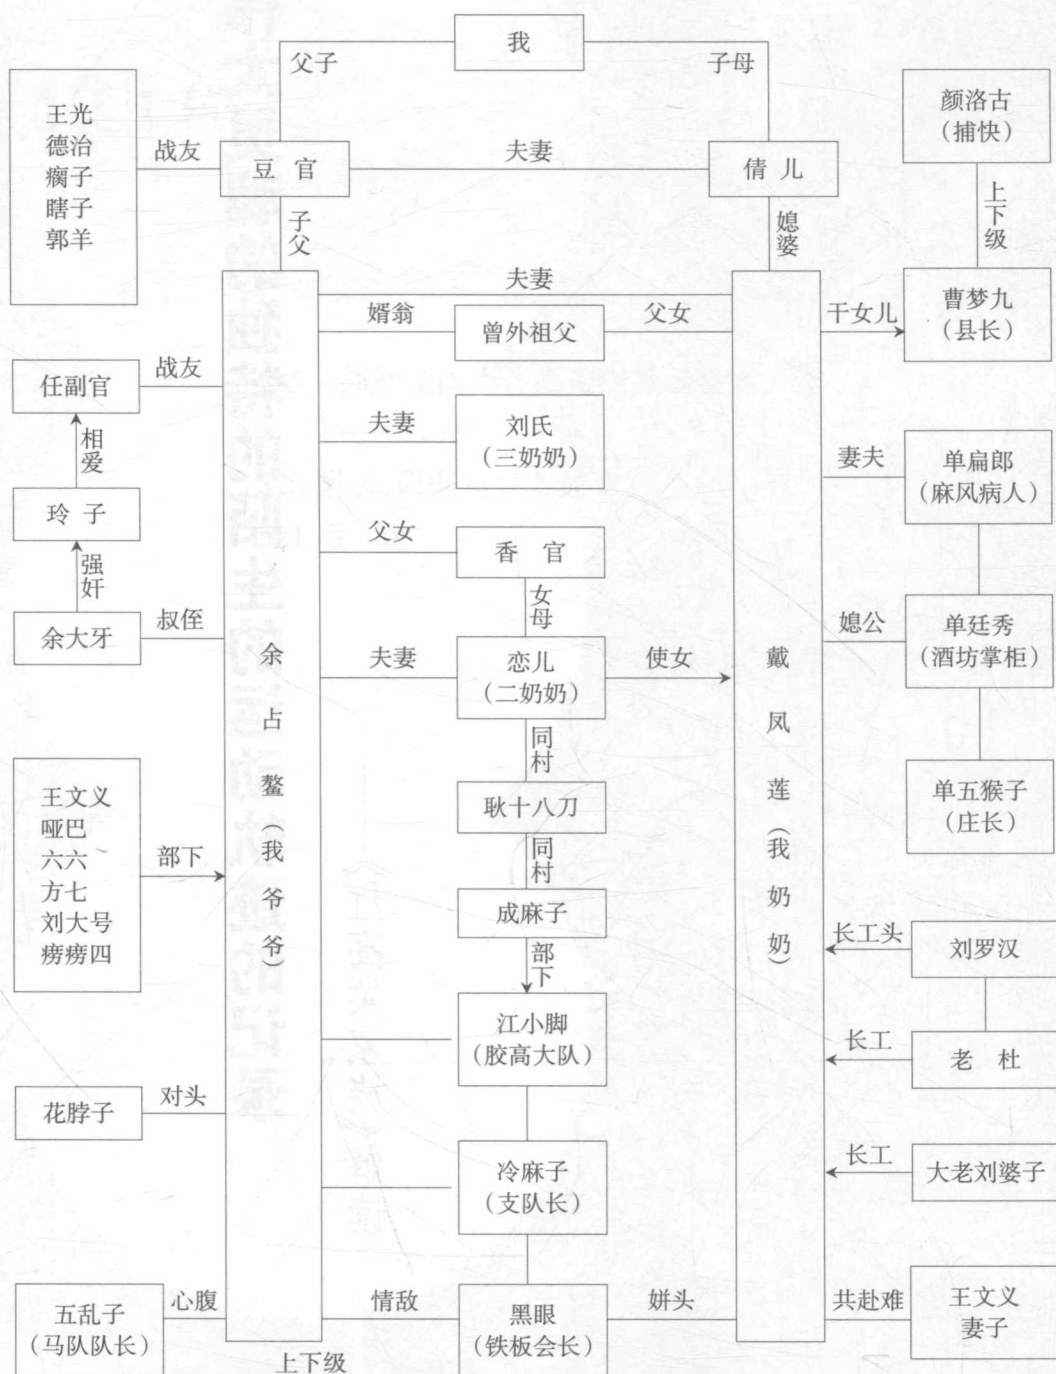 我
父子
子母
王光
德治
瘸子
瞎子
郭羊
战友
豆官
夫妻
倩儿
颜洛古
(捕快)
上下级
子父
媳婆
夫妻
婿翁
曾外祖父
父女
干女儿
曹梦九
(县长)
任副官
战友
相爱
夫妻
刘氏
(三奶奶)
妻夫
单扁郎
(麻风病人)
玲子
强奸
父女
香官
女母
余大牙
叔侄
余占鳌(我爷爷)
夫妻
恋儿
(二奶奶)
使女
戴凤莲(我奶奶)
媳公
单廷秀
(酒坊掌柜)
同村
王文义
哑巴
六六
方七
刘大号
痨痨四
部下
耿十八刀
同村
成麻子
部下
单五猴子
(庄长)
长工头
刘罗汉
江小脚
(胶高大队)
长工
老杜
花脖子
对头
冷麻子
(支队长)
长工
大老刘婆子
五乱子
(马队队长)
心腹
情敌
黑眼
(铁板会长)
姘头
共赴难
王文义
妻子
上下级